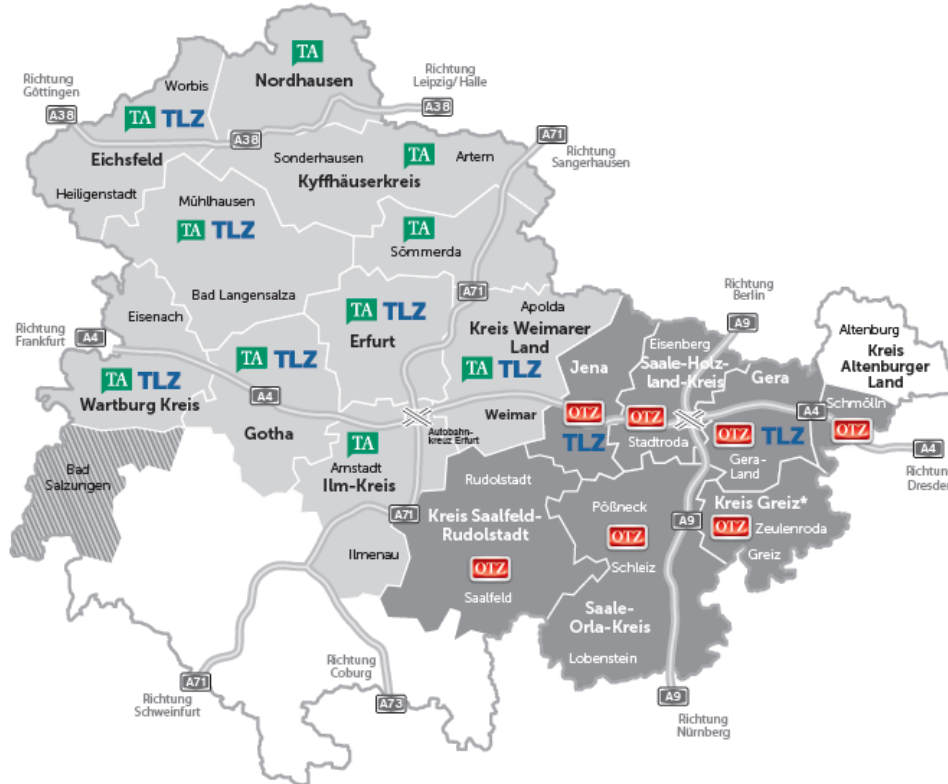 TA
Nordhausen
Richtung
Göttingen
Worbis
Richtung
Leipzig/Halle
A38
A38
TA TLZ
A38
A71
Richtung
Sangerhausen
Eichsfeld
Sonderhausen
TA
Artern
Kyffhäuserkreis
Heiligenstadt
Mühlhausen
TA TLZ
TA
Sömmerda
A71
Richtung
Berlin
Bad Langensalza
TA TLZ
Apolda
Eisenach
Erfurt
Kreis Weimarer
Land
A9
Richtung
Frankfurt
A4
TA TLZ
TA TLZ
Jena
Eisenberg
Saale-Holz-
land-Kreis
Gera
Altenburg
Kreis
Altenburger
Land
TA TLZ
Wartburg Kreis
A4
Schmölln
Weimar
OTZ
TLZ
OTZ
Stadtroda
OTZ
TLZ
A4
OTZ
A4
Richtung
Dresden
Gotha
TA
Autobahn-
kreuz Erfurt
Arnstadt
Ilm-Kreis
Gera-
Land
Bad
Salzungen
Rudolstadt
Kreis Saalfeld-
Rudolstadt
Pößneck
Kreis Greiz*
A71
A9
OTZ
Zeulenroda
Greiz
OTZ
Schleiz
Ilmenau
OTZ
Saalfeld
Saale-
Orla-Kreis
Lobenstein
A71
Richtung
Schweinfurt
Richtung
Coburg
A73
A9
Richtung
Nürnberg